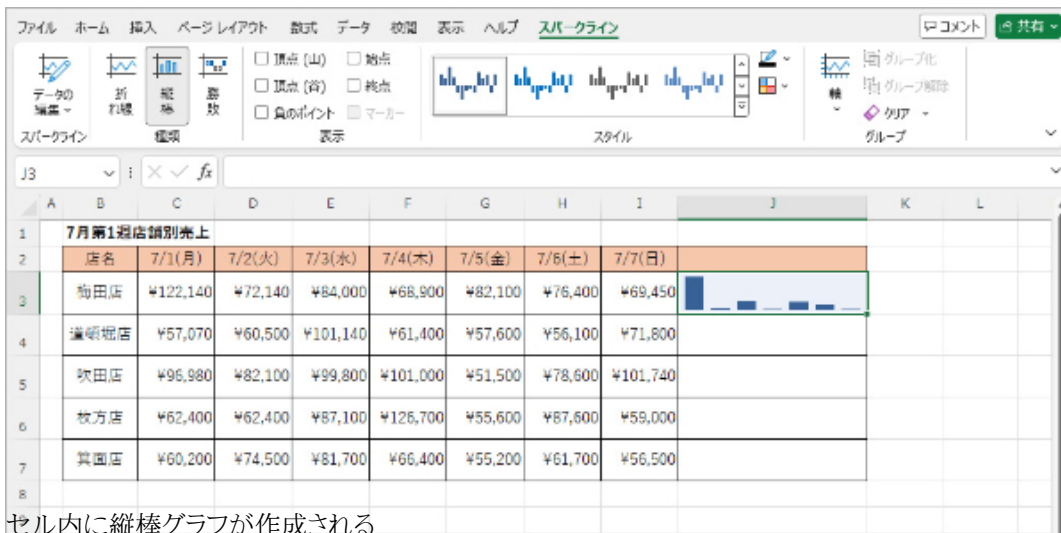 ファイル ホーム 挿入 ページ レイアウト 数式 データ 校閲 表示 ヘルプ スパークライン コメント 共有
データの編集 折れ線 縦棒 勝敗
頂点 (山) 始点
頂点 (谷) 終点
負のポイント マーカー
軸 グループ化
グループ解除
クリア
スパークライン 種類 表示 スタイル グループ
J3 fx
A B C D E F G H I J K L
1 7月第1週店舗別売上
2 店名 7/1(月) 7/2(火) 7/3(水) 7/4(木) 7/5(金) 7/6(土) 7/7(日)
3 梅田店 ¥122,140 ¥72,140 ¥84,000 ¥68,900 ¥82,100 ¥76,400 ¥69,450
4 道頓堀店 ¥57,070 ¥60,500 ¥101,140 ¥61,400 ¥57,600 ¥56,100 ¥71,800
5 吹田店 ¥96,980 ¥82,100 ¥99,800 ¥101,000 ¥51,500 ¥78,600 ¥101,740
6 枚方店 ¥62,400 ¥62,400 ¥87,100 ¥126,700 ¥55,600 ¥87,600 ¥59,000
7 箕面店 ¥60,200 ¥74,500 ¥81,700 ¥66,400 ¥55,200 ¥61,700 ¥56,500
8
セル内に縦棒グラフが作成される